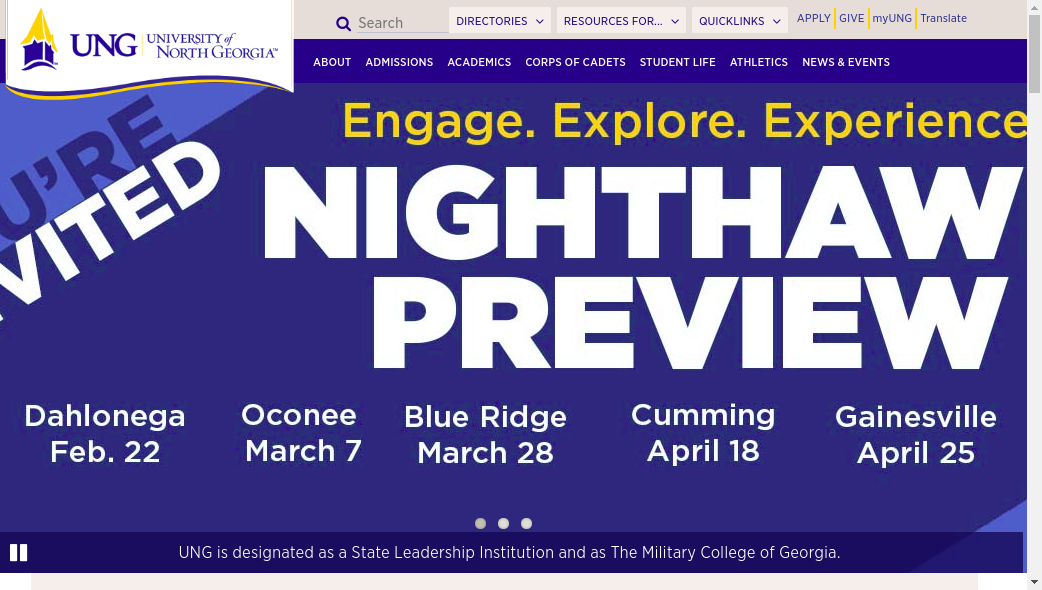 UNG UNIVERSITY of NORTH GEORGIA™
Search
DIRECTORIES
RESOURCES FOR...
QUICKLINKS
APPLY
GIVE
myUNG
Translate
ABOUT
ADMISSIONS
ACADEMICS
CORPS OF CADETS
STUDENT LIFE
ATHLETICS
NEWS & EVENTS
U'RE
VITED
Engage. Explore. Experience
NIGHTHAW
PREVIEW
Dahlonega
Feb. 22
Oconee
March 7
Blue Ridge
March 28
Cumming
April 18
Gainesville
April 25
UNG is designated as a State Leadership Institution and as The Military College of Georgia.